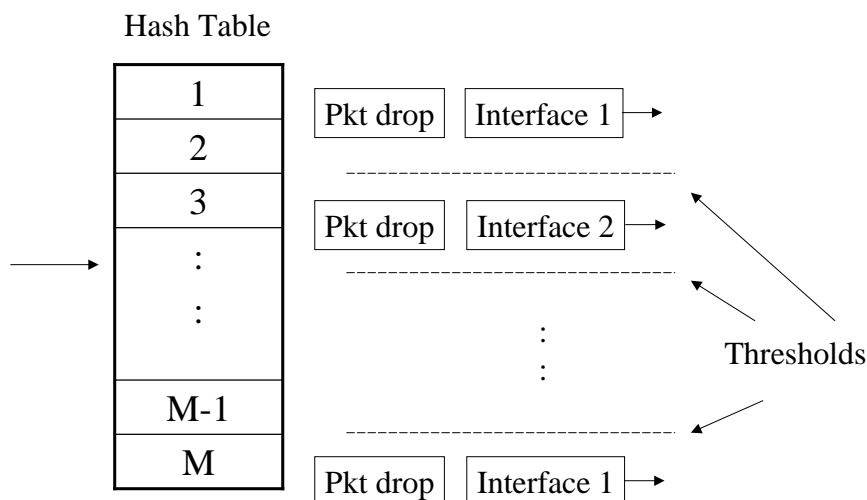 Hash Table
1
Pkt drop
Interface 1
2
3
Pkt drop
Interface 2
:
:
:
:
Thresholds
M-1
M
Pkt drop
Interface 1